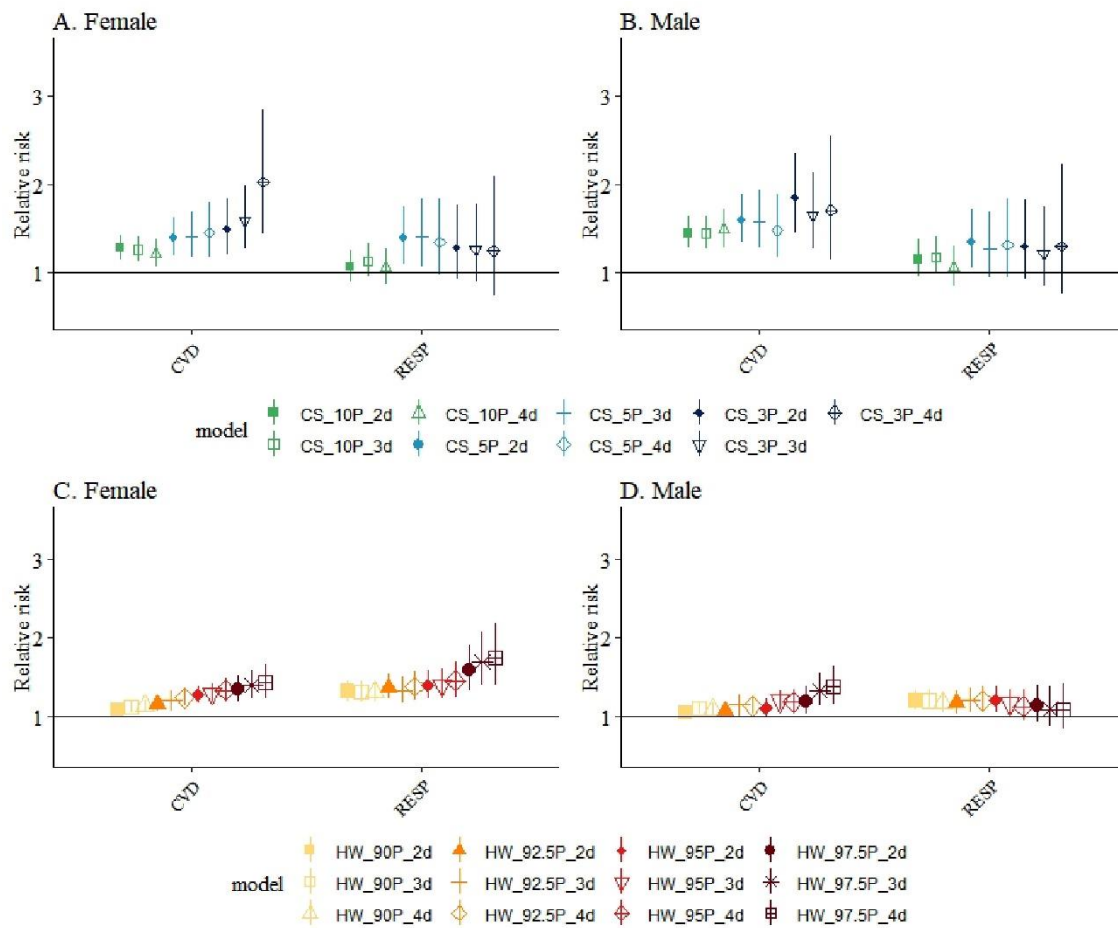 A. Female
B. Male
Relative risk
3
2
1
CVD
RESP
Relative risk
3
2
1
CVD
RESP
model
CS_10P_2d
CS_10P_4d
CS_5P_3d
CS_3P_2d
CS_3P_4d
CS_10P_3d
CS_5P_2d
CS_5P_4d
CS_3P_3d
C. Female
D. Male
Relative risk
3
2
1
CVD
RESP
Relative risk
3
2
1
CVD
RESP
model
HW_90P_2d
HW_92.5P_2d
HW_95P_2d
HW_97.5P_2d
HW_90P_3d
HW_92.5P_3d
HW_95P_3d
HW_97.5P_3d
HW_90P_4d
HW_92.5P_4d
HW_95P_4d
HW_97.5P_4d